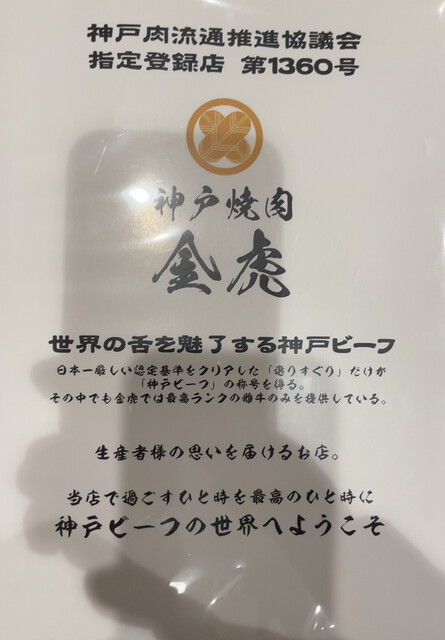 神戸肉流通推進協議会
指定登録店 第1360号
神戸焼肉
金虎
世界の舌を魅了する神戸ビーフ
日本一厳しい認定基準をクリアした「選りすぐり」だけが
「神戸ビーフ」の称号を得る。
その中でも金虎では最高ランクの雌牛のみを提供している。
生産者様の思いを届けるお店。
当店で過ごすひと時を最高のひと時に
神戸ビーフの世界へようこそ